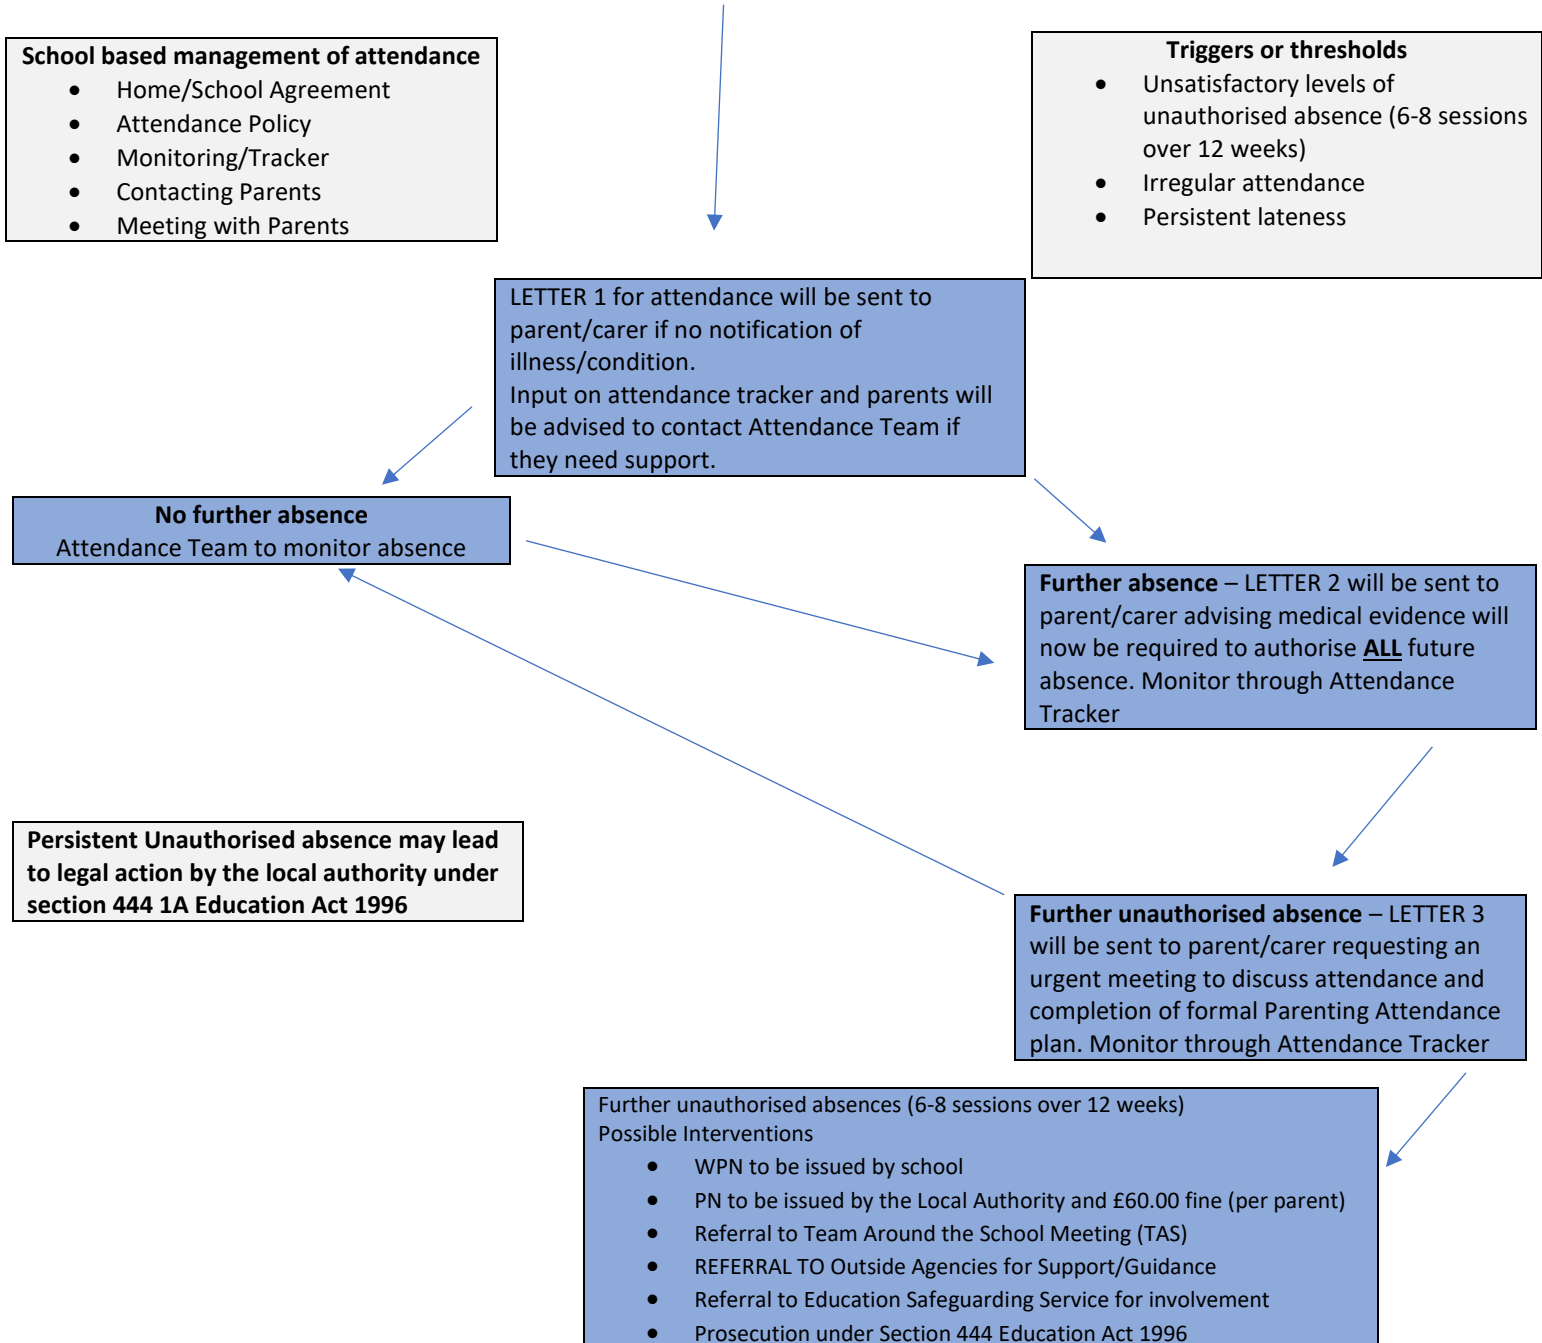 School based management of attendance
• Home/School Agreement
• Attendance Policy
• Monitoring/Tracker
• Contacting Parents
• Meeting with Parents
Triggers or thresholds
• Unsatisfactory levels of
unauthorised absence (6-8 sessions
over 12 weeks)
• Irregular attendance
• Persistent lateness
LETTER 1 for attendance will be sent to
parent/carer if no notification of
illness/condition.
Input on attendance tracker and parents will
be advised to contact Attendance Team if
they need support.
No further absence
Attendance Team to monitor absence
Further absence – LETTER 2 will be sent to
parent/carer advising medical evidence will
now be required to authorise ALL future
absence. Monitor through Attendance
Tracker
Persistent Unauthorised absence may lead
to legal action by the local authority under
section 444 1A Education Act 1996
Further unauthorised absence – LETTER 3
will be sent to parent/carer requesting an
urgent meeting to discuss attendance and
completion of formal Parenting Attendance
plan. Monitor through Attendance Tracker
Further unauthorised absences (6-8 sessions over 12 weeks)
Possible Interventions
• WPN to be issued by school
• PN to be issued by the Local Authority and £60.00 fine (per parent)
• Referral to Team Around the School Meeting (TAS)
• REFERRAL TO Outside Agencies for Support/Guidance
• Referral to Education Safeguarding Service for involvement
• Prosecution under Section 444 Education Act 1996